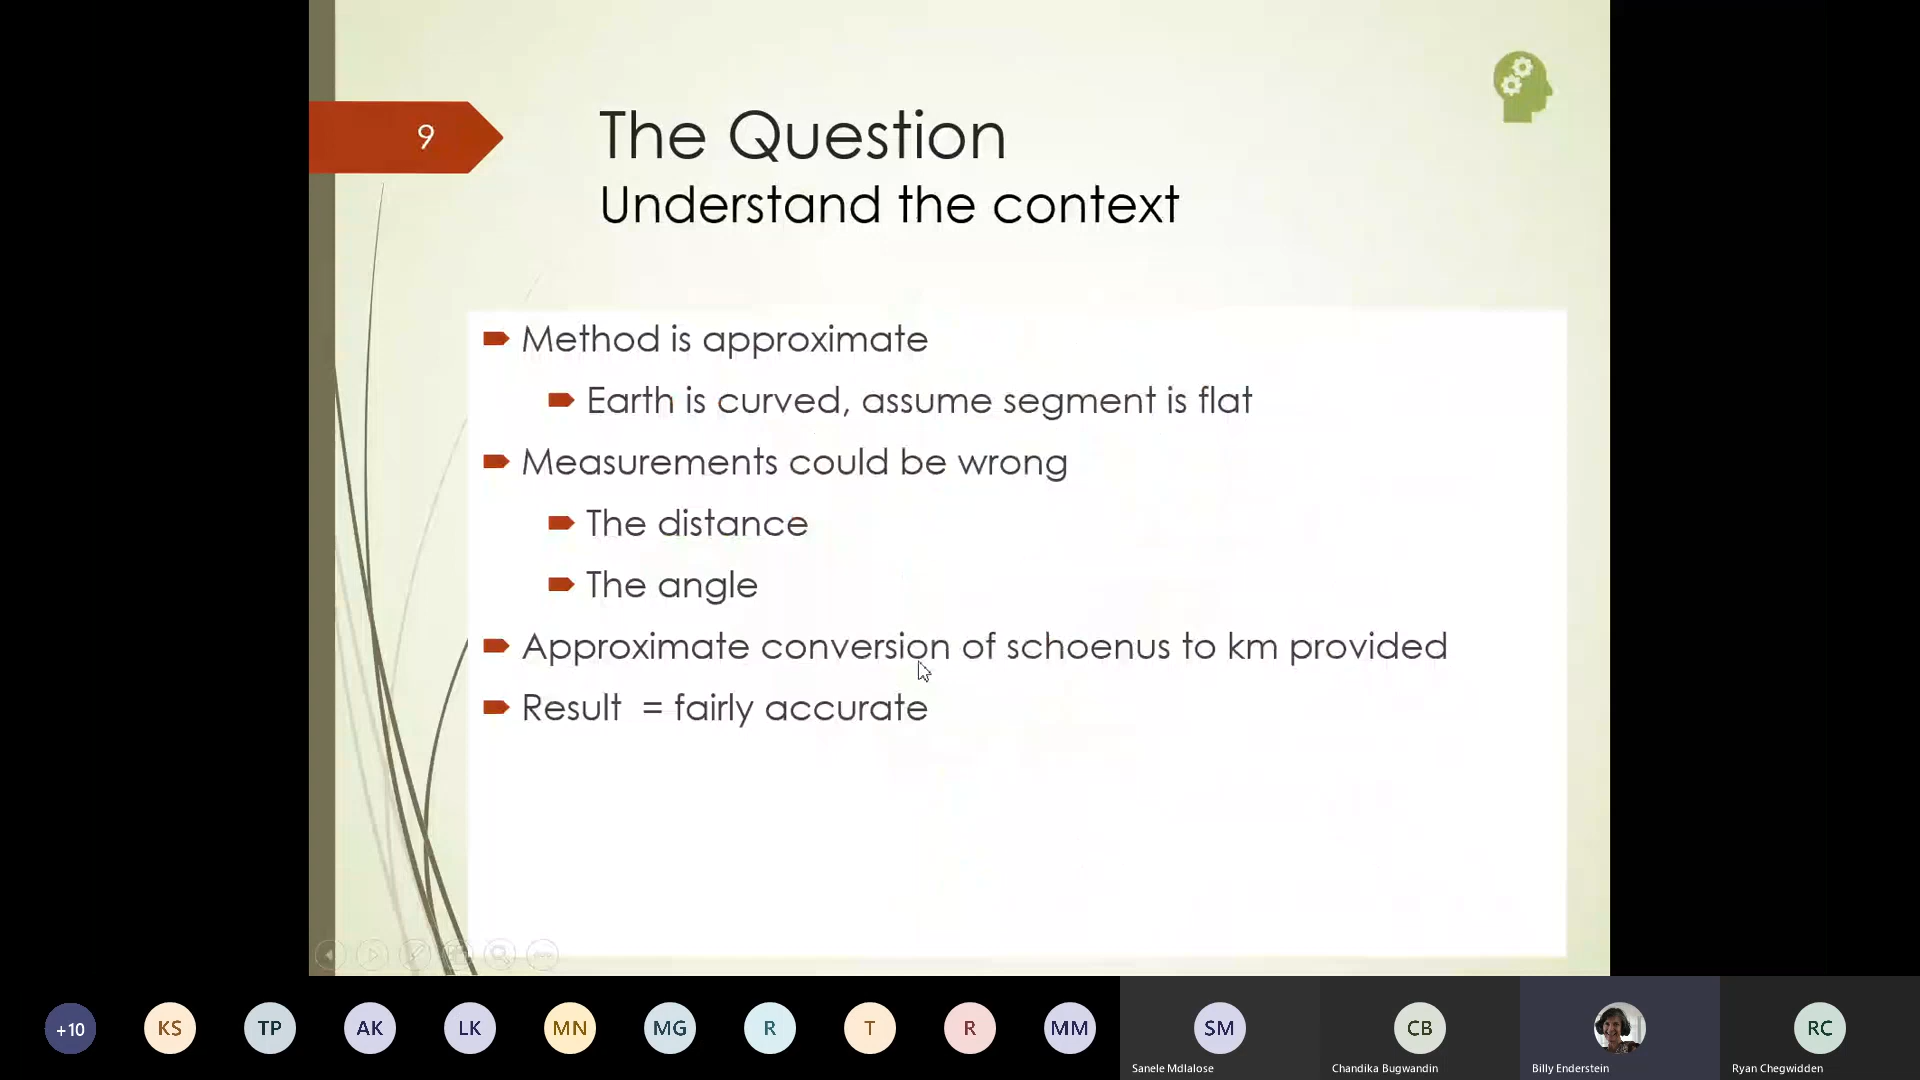 9
The Question
Understand the context
Method is approximate
Earth is curved, assume segment is flat
Measurements could be wrong
The distance
The angle
Approximate conversion of schoenus to km provided
Result = fairly accurate
+10
KS
TP
AK
LK
MN
MG
R
T
R
MM
SM
CB
RC
Sanele Mdlalose
Chandika Bugwandin
Billy Enderstein
Ryan Chegwidden